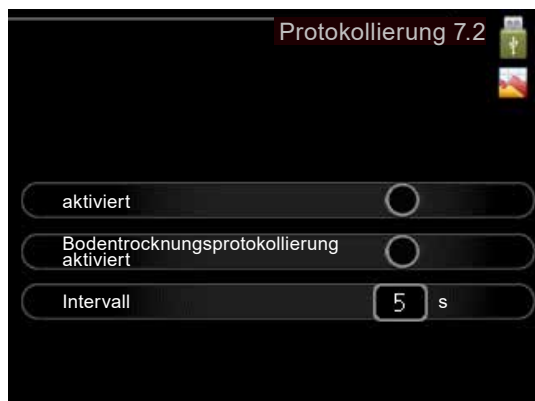 Protokollierung 7.2
aktiviert
Bodentrocknungsprotokollierung
aktiviert
Intervall 5 s